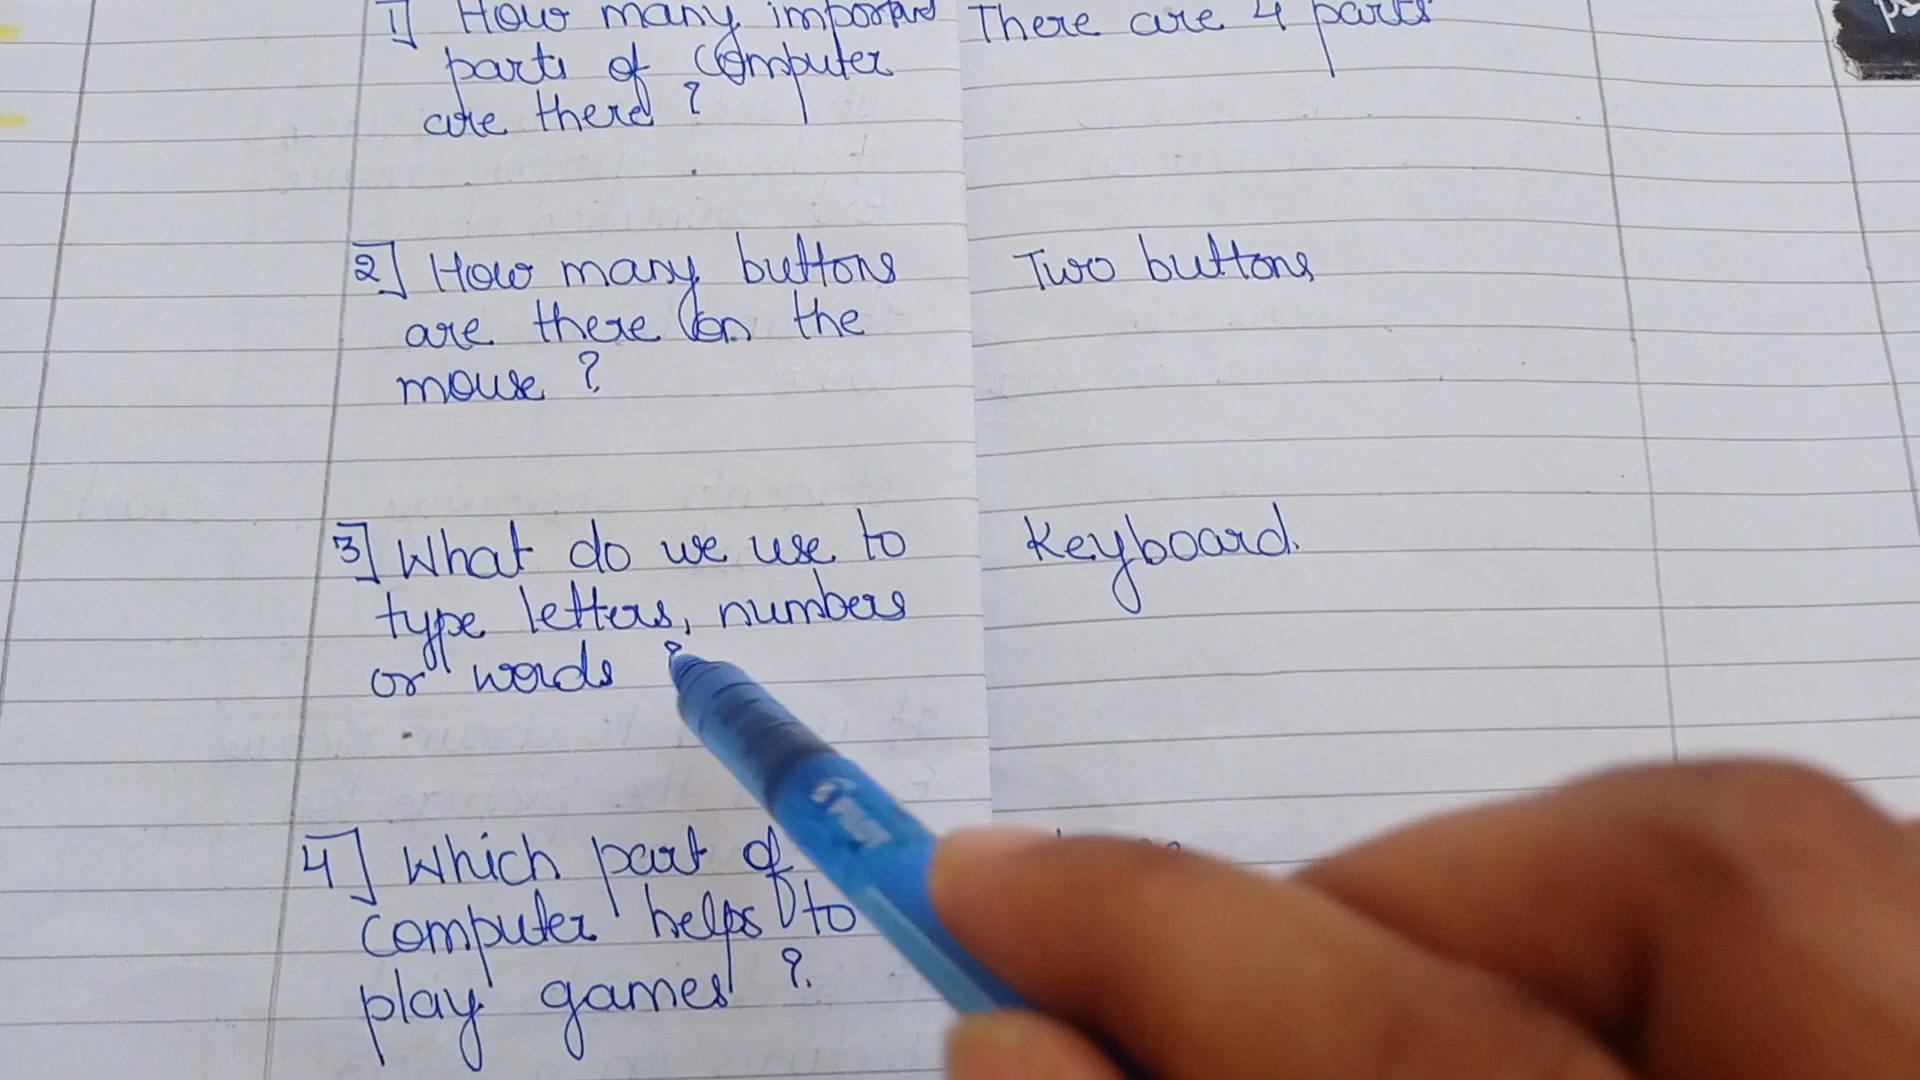 1] How many important There are 4 parts
parts of computer
are there ?
2] How many buttons Two buttons
are there on the
mouse ?
3] What do we use to Keyboard.
type letters, numbers
or words ?
4] Which part of
computer helps to
play games ?
PILOT